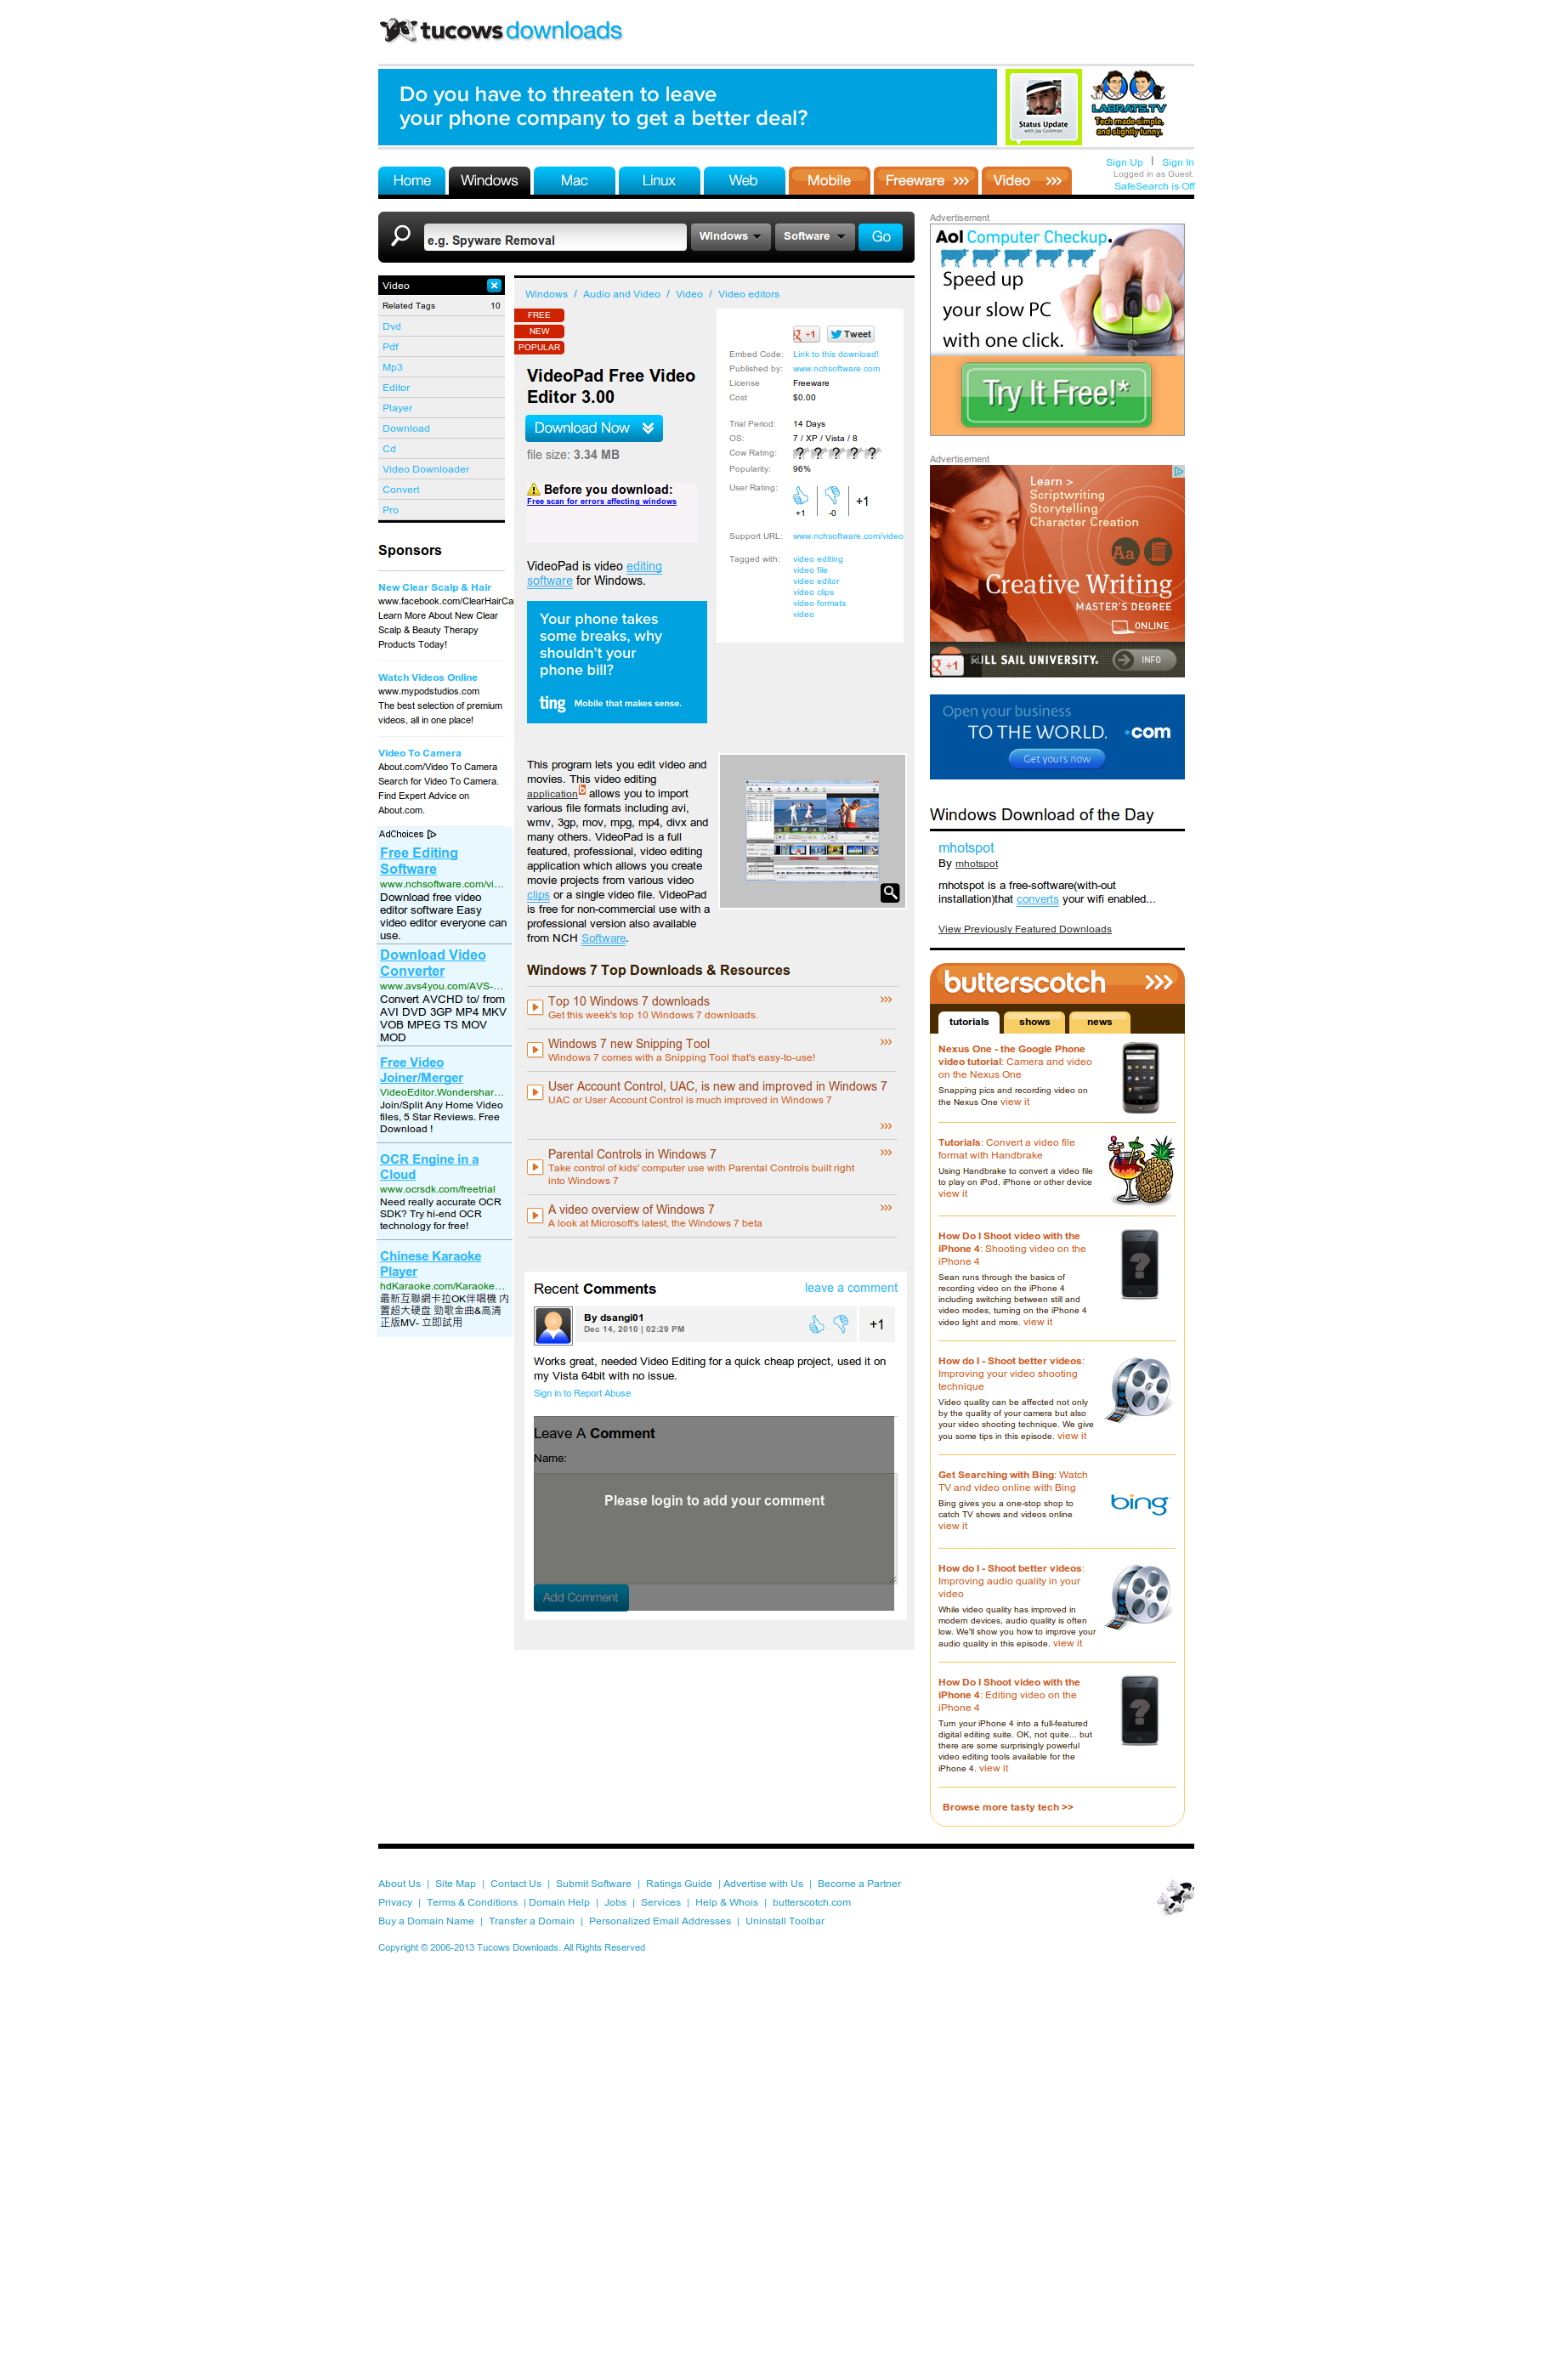 tucows downloads
Do you have to threaten to leave
your phone company to get a better deal?
Status Update
with Jay Goldman
LABRATS.TV
Tech made simple,
and slightly funny.
Sign Up | Sign In
Logged in as Guest.
SafeSearch is Off
Home Windows Mac Linux Web Mobile Freeware Video
e.g. Spyware Removal Windows Software Go
Video
Related Tags 10
Dvd
Pdf
Mp3
Editor
Player
Download
Cd
Video Downloader
Convert
Pro
Sponsors
New Clear Scalp & Hair
www.facebook.com/ClearHairCa
Learn More About New Clear
Scalp & Beauty Therapy
Products Today!
Watch Videos Online
www.mypodstudios.com
The best selection of premium
videos, all in one place!
Video To Camera
About.com/Video To Camera
Search for Video To Camera.
Find Expert Advice on
About.com.
AdChoices
Free Editing
Software
www.nchsoftware.com/vi...
Download free video
editor software Easy
video editor everyone can
use.
Download Video
Converter
www.avs4you.com/AVS-...
Convert AVCHD to/ from
AVI DVD 3GP MP4 MKV
VOB MPEG TS MOV
MOD
Free Video
Joiner/Merger
VideoEditor.Wondershar...
Join/Split Any Home Video
files, 5 Star Reviews. Free
Download !
OCR Engine in a
Cloud
www.ocrsdk.com/freetrial
Need really accurate OCR
SDK? Try hi-end OCR
technology for free!
Chinese Karaoke
Player
hdKaraoke.com/Karaoke...
最新互聯網卡拉OK伴唱機 内
置超大硬盘 勁歌金曲&高清
正版MV- 立即試用
Windows / Audio and Video / Video / Video editors
FREE
NEW
POPULAR
VideoPad Free Video
Editor 3.00
Download Now
file size: 3.34 MB
Before you download:
Free scan for errors affecting windows
VideoPad is video editing
software for Windows.
Your phone takes
some breaks, why
shouldn't your
phone bill?
ting Mobile that makes sense.
+1 Tweet
Embed Code: Link to this download!
Published by: www.nchsoftware.com
License Freeware
Cost $0.00
Trial Period: 14 Days
OS: 7 / XP / Vista / 8
Cow Rating: ? ? ? ? ?
Popularity: 96%
User Rating: +1 -0 +1
Support URL: www.nchsoftware.com/video
Tagged with: video editing
video file
video editor
video clips
video formats
video
This program lets you edit video and
movies. This video editing
application allows you to import
various file formats including avi,
wmv, 3gp, mov, mpg, mp4, divx and
many others. VideoPad is a full
featured, professional, video editing
application which allows you create
movie projects from various video
clips or a single video file. VideoPad
is free for non-commercial use with a
professional version also available
from NCH Software.
Windows 7 Top Downloads & Resources
Top 10 Windows 7 downloads
Get this week's top 10 Windows 7 downloads.
Windows 7 new Snipping Tool
Windows 7 comes with a Snipping Tool that's easy-to-use!
User Account Control, UAC, is new and improved in Windows 7
UAC or User Account Control is much improved in Windows 7
Parental Controls in Windows 7
Take control of kids' computer use with Parental Controls built right
into Windows 7
A video overview of Windows 7
A look at Microsoft's latest, the Windows 7 beta
Recent Comments leave a comment
By dsangi01
Dec 14, 2010 | 02:29 PM
+1
Works great, needed Video Editing for a quick cheap project, used it on
my Vista 64bit with no issue.
Sign in to Report Abuse
Leave A Comment
Name:
Please login to add your comment
Add Comment
Advertisement
Aol Computer Checkup.
Speed up
your slow PC
with one click.
Try It Free!*
Advertisement
Learn >
Scriptwriting
Storytelling
Character Creation
Aa
Creative Writing
MASTER'S DEGREE
ONLINE
+1 ULL SAIL UNIVERSITY. INFO
Open your business
TO THE WORLD. .com
Get yours now
Windows Download of the Day
mhotspot
By mhotspot
mhotspot is a free-software(with-out
installation)that converts your wifi enabled...
View Previously Featured Downloads
butterscotch
tutorials shows news
Nexus One - the Google Phone
video tutorial: Camera and video
on the Nexus One
Snapping pics and recording video on
the Nexus One view it
Tutorials: Convert a video file
format with Handbrake
Using Handbrake to convert a video file
to play on iPod, iPhone or other device
view it
How Do I Shoot video with the
iPhone 4: Shooting video on the
iPhone 4
Sean runs through the basics of
recording video on the iPhone 4
including switching between still and
video modes, turning on the iPhone 4
video light and more. view it
How do I - Shoot better videos:
Improving your video shooting
technique
Video quality can be affected not only
by the quality of your camera but also
your video shooting technique. We give
you some tips in this episode. view it
Get Searching with Bing: Watch
TV and video online with Bing
Bing gives you a one-stop shop to
catch TV shows and videos online
view it
bing
How do I - Shoot better videos:
Improving audio quality in your
video
While video quality has improved in
modern devices, audio quality is often
low. We'll show you how to improve your
audio quality in this episode. view it
How Do I Shoot video with the
iPhone 4: Editing video on the
iPhone 4
Turn your iPhone 4 into a full-featured
digital editing suite. OK, not quite... but
there are some surprisingly powerful
video editing tools available for the
iPhone 4. view it
Browse more tasty tech >>
About Us | Site Map | Contact Us | Submit Software | Ratings Guide | Advertise with Us | Become a Partner
Privacy | Terms & Conditions | Domain Help | Jobs | Services | Help & Whois | butterscotch.com
Buy a Domain Name | Transfer a Domain | Personalized Email Addresses | Uninstall Toolbar
Copyright © 2006-2013 Tucows Downloads. All Rights Reserved